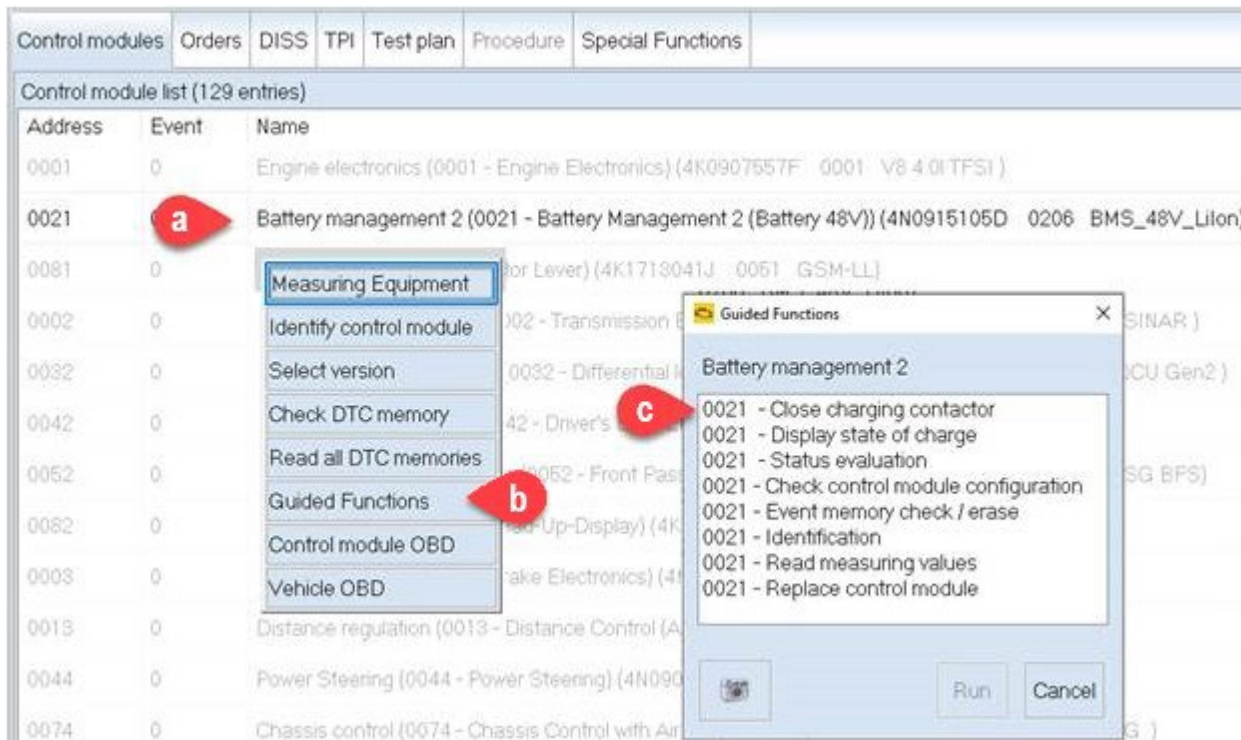 Control modules Orders DISS TPI Test plan Procedure Special Functions
Control module list (129 entries)
Address Event Name
0001 0 Engine electronics (0001 - Engine Electronics) (4K0907557F 0001 V8 4.0l TFSI )
0021 Battery management 2 (0021 - Battery Management 2 (Battery 48V)) (4N0915105D 0206 BMS_48V_LiIon)
a
0081 0 or Lever) (4K1713041J 0051 GSM-LL)
0002 0 002 - Transmission SINAR )
0032 0 0032 - Differential CU Gen2 )
0042 0 42 - Driver's
0052 0 (0052 - Front Pass SG BFS)
0082 0 ad-Up-Display) (4K
0003 0 ake Electronics) (4
0013 0 Distance regulation (0013 - Distance Control (A
0044 0 Power Steering (0044 - Power Steering) (4N090
0074 0 Chassis control (0074 - Chassis Control with Air G )
Measuring Equipment
Identify control module
Select version
Check DTC memory
Read all DTC memories
Guided Functions
b
Control module OBD
Vehicle OBD
Guided Functions
Battery management 2
c
0021 - Close charging contactor
0021 - Display state of charge
0021 - Status evaluation
0021 - Check control module configuration
0021 - Event memory check / erase
0021 - Identification
0021 - Read measuring values
0021 - Replace control module
Run Cancel